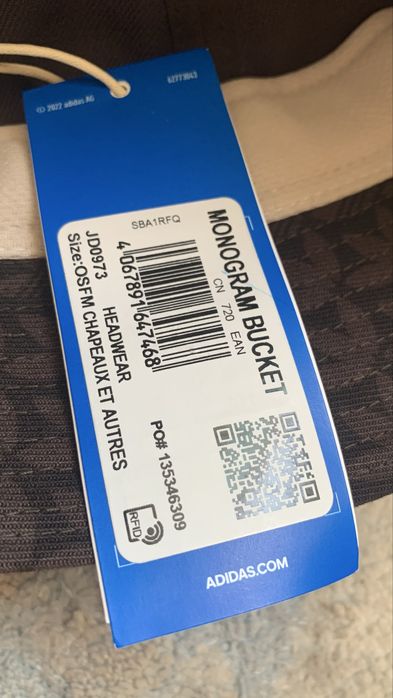 © 2022 adidas AG
62773043
SBA1RFQ
MONOGRAM BUCKET
CN 720 EAN
4 067891 647468
HEADWEAR
JD0973
Size:OSFM CHAPEAUX ET AUTRES
PO# 135346309
RFID
ADIDAS.COM